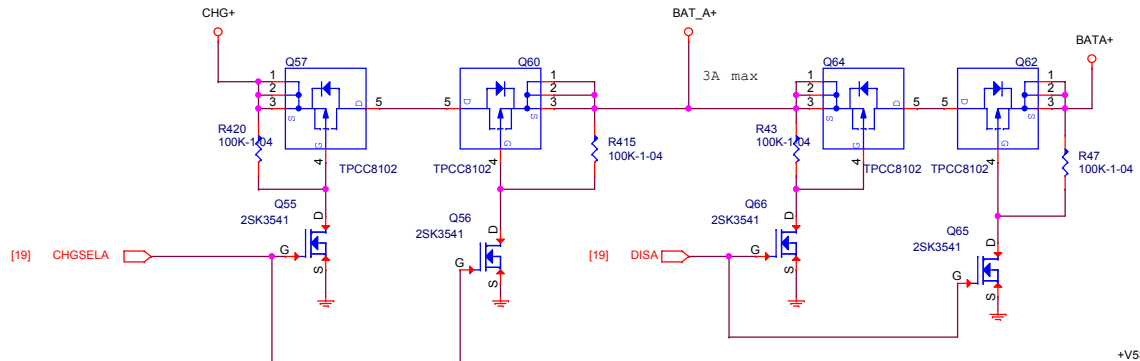 CHG+
BAT_A+
BATA+
Q57
Q60
Q64
Q62
3A max
1
2
3
S
D
G
4
5
5
D
S
G
4
1
2
3
1
2
3
S
D
G
4
5
5
D
S
G
4
1
2
3
R420
100K-1-04
R415
100K-1-04
R43
100K-1-04
R47
100K-1-04
TPCC8102
TPCC8102
TPCC8102
TPCC8102
Q55
2SK3541
D
G
S
Q56
2SK3541
D
G
S
Q66
2SK3541
D
G
S
Q65
2SK3541
D
G
S
[19] CHGSELA
[19] DISA
+V5